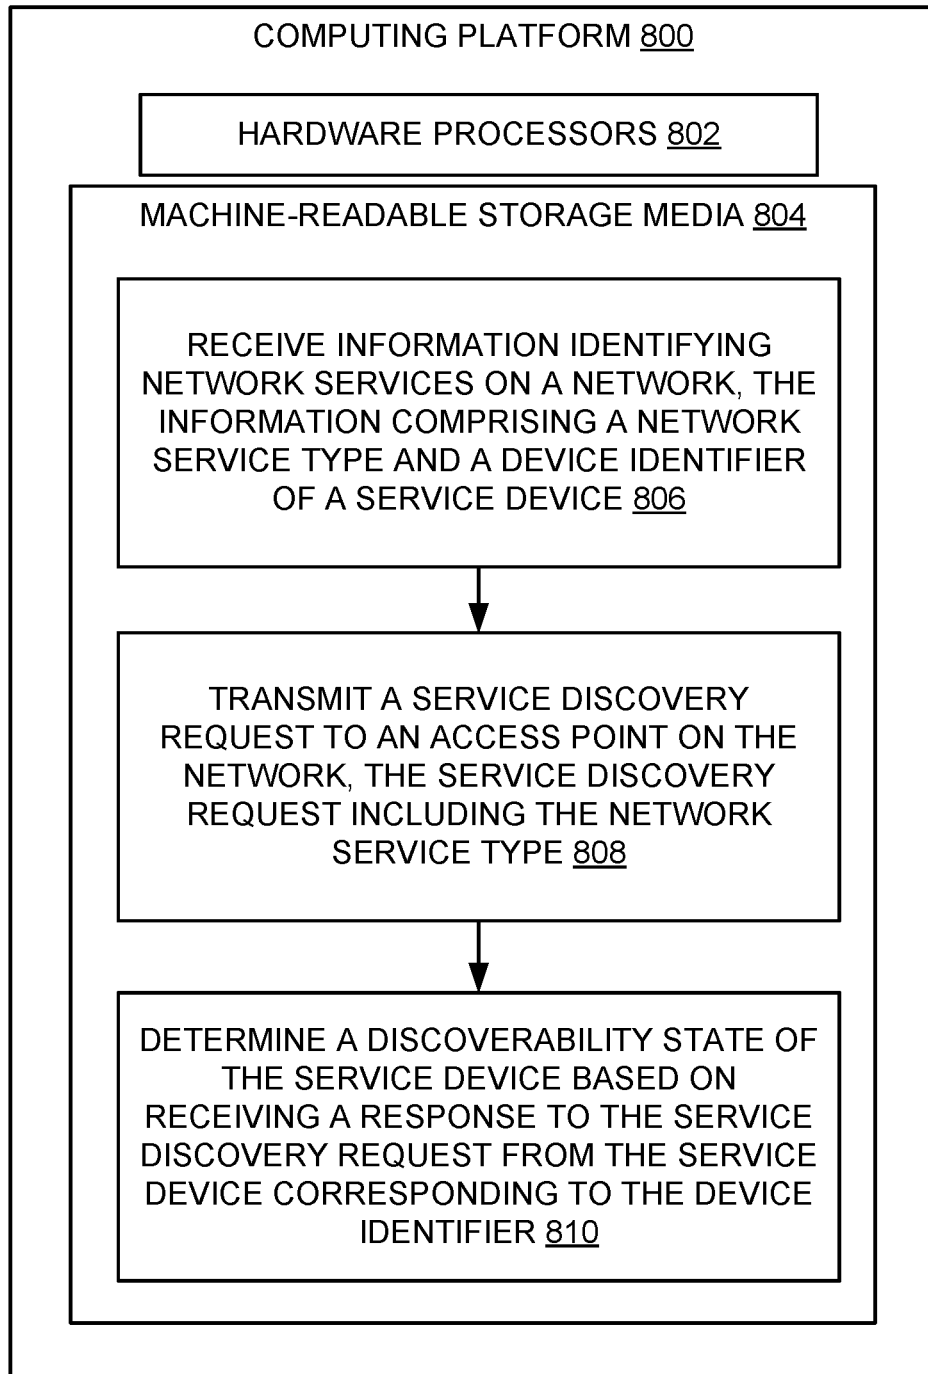 COMPUTING PLATFORM 800
HARDWARE PROCESSORS 802
MACHINE-READABLE STORAGE MEDIA 804
RECEIVE INFORMATION IDENTIFYING
NETWORK SERVICES ON A NETWORK, THE
INFORMATION COMPRISING A NETWORK
SERVICE TYPE AND A DEVICE IDENTIFIER
OF A SERVICE DEVICE 806
TRANSMIT A SERVICE DISCOVERY
REQUEST TO AN ACCESS POINT ON THE
NETWORK, THE SERVICE DISCOVERY
REQUEST INCLUDING THE NETWORK
SERVICE TYPE 808
DETERMINE A DISCOVERABILITY STATE OF
THE SERVICE DEVICE BASED ON
RECEIVING A RESPONSE TO THE SERVICE
DISCOVERY REQUEST FROM THE SERVICE
DEVICE CORRESPONDING TO THE DEVICE
IDENTIFIER 810